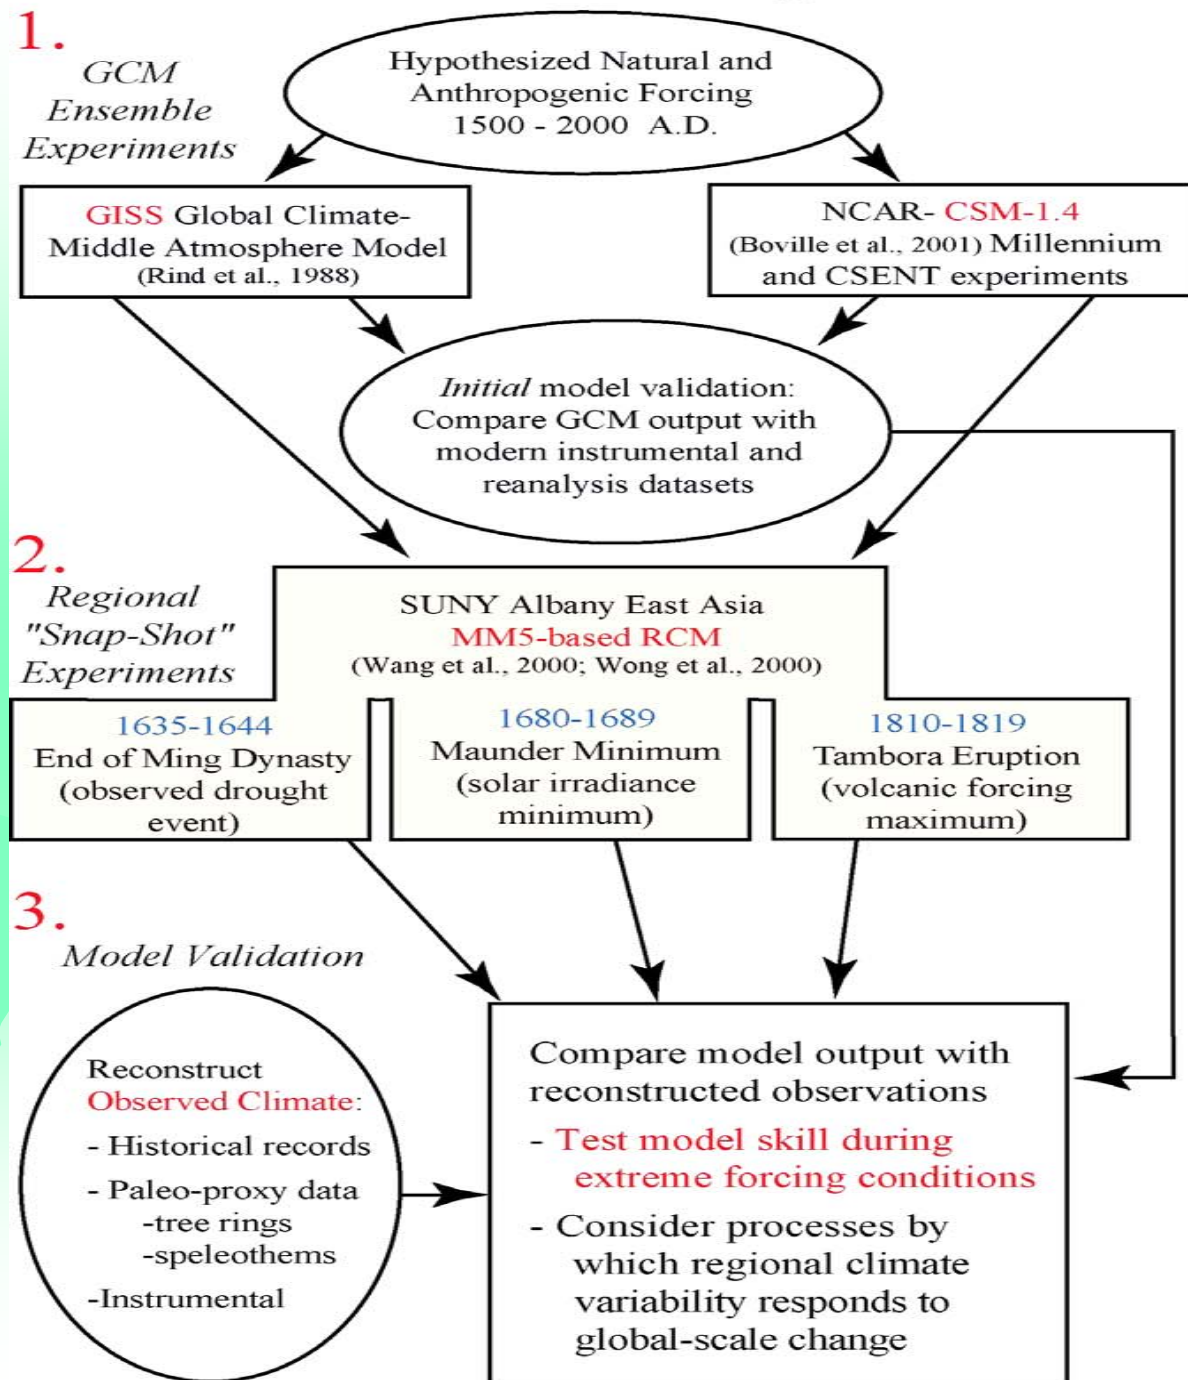 1.
GCM
Ensemble
Experiments
Hypothesized Natural and
Anthropogenic Forcing
1500 - 2000 A.D.
GISS Global Climate-
Middle Atmosphere Model
(Rind et al., 1988)
NCAR- CSM-1.4
(Boville et al., 2001) Millennium
and CSENT experiments
Initial model validation:
Compare GCM output with
modern instrumental and
reanalysis datasets
2.
Regional
"Snap-Shot"
Experiments
SUNY Albany East Asia
MM5-based RCM
(Wang et al., 2000; Wong et al., 2000)
1635-1644
End of Ming Dynasty
(observed drought
event)
1680-1689
Maunder Minimum
(solar irradiance
minimum)
1810-1819
Tambora Eruption
(volcanic forcing
maximum)
3.
Model Validation
Reconstruct
Observed Climate:
- Historical records
- Paleo-proxy data
-tree rings
-speleothems
-Instrumental
Compare model output with
reconstructed observations
- Test model skill during
extreme forcing conditions
- Consider processes by
which regional climate
variability responds to
global-scale change